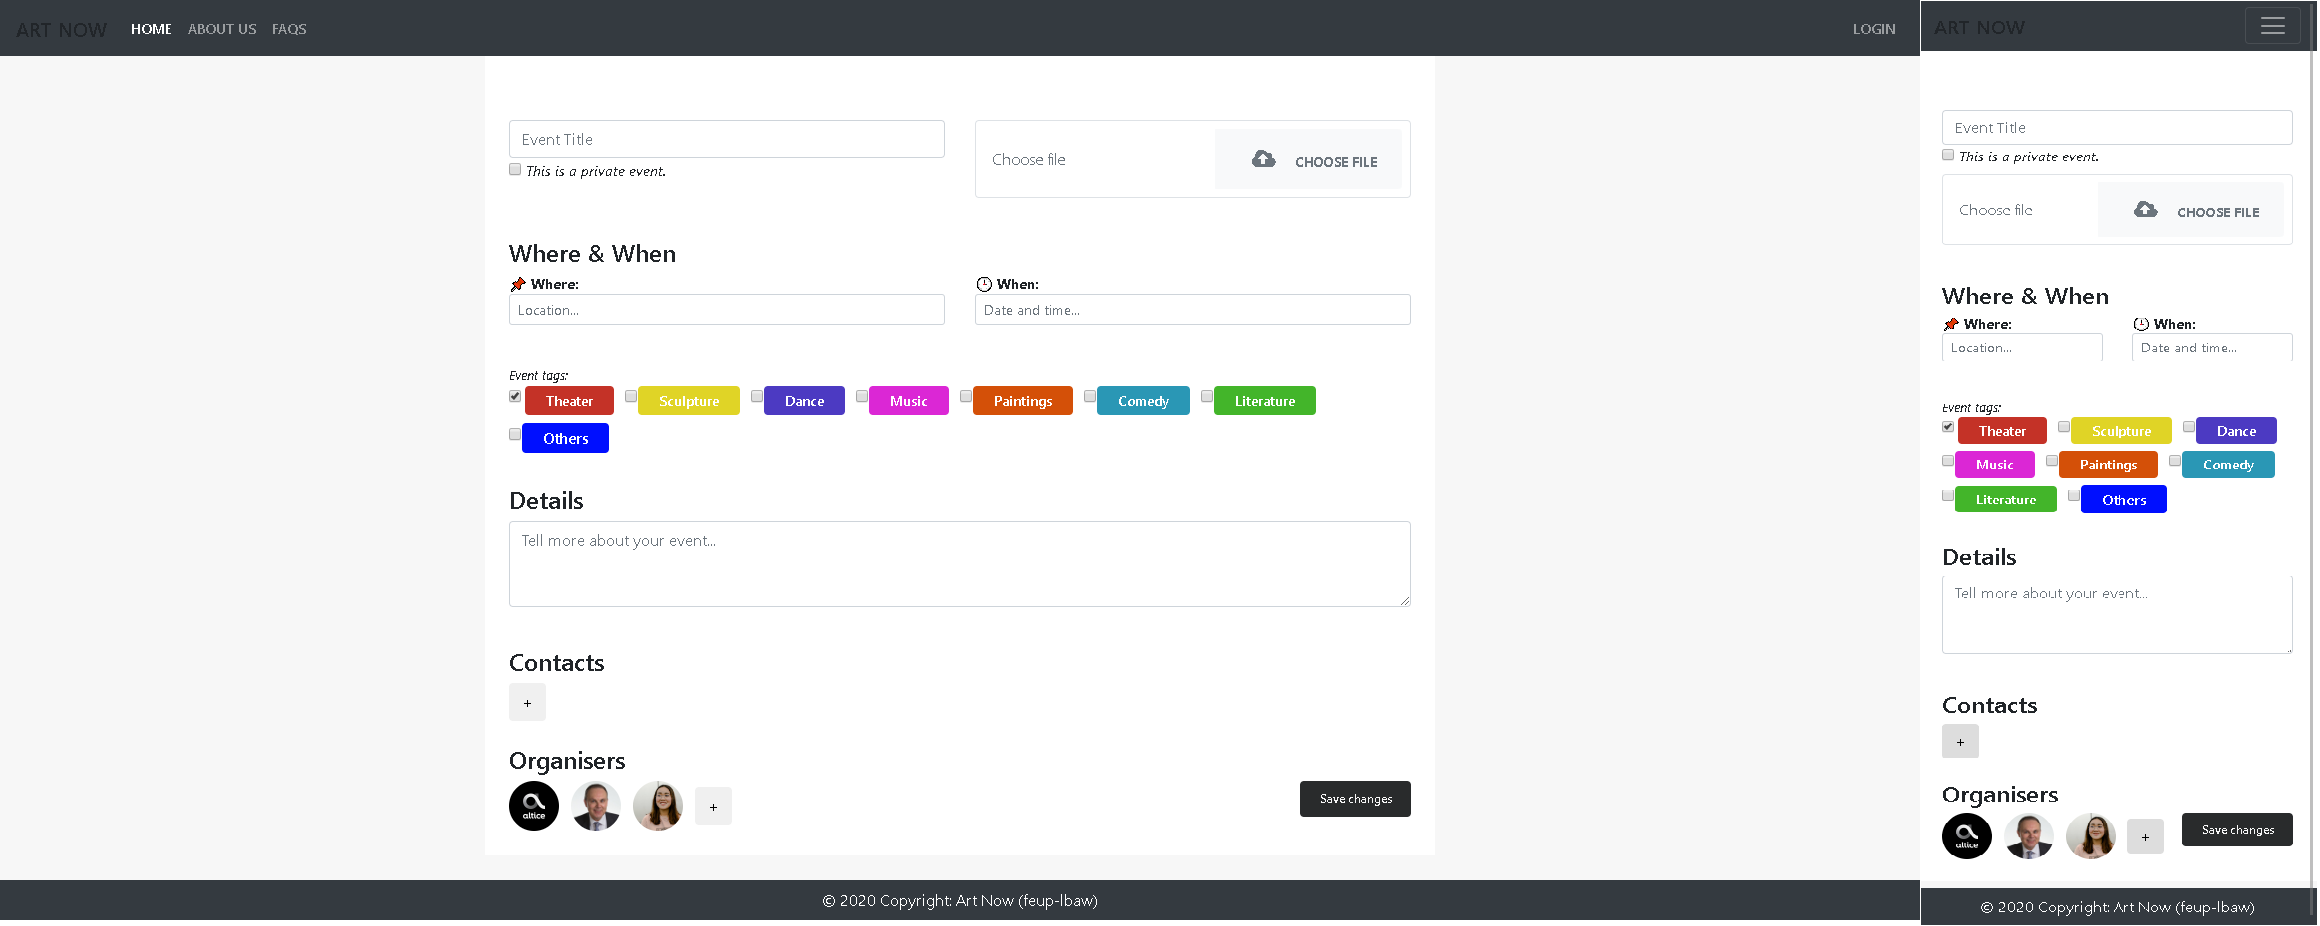 ART NOW HOME ABOUT US FAQS LOGIN
Event Title
Choose file CHOOSE FILE
This is a private event.
Where & When
Where: When:
Location... Date and time...
Event tags:
Theater Sculpture Dance Music Paintings Comedy Literature
Others
Details
Tell more about your event...
Contacts
+
Organisers
altice + Save changes
© 2020 Copyright: Art Now (feup-lbaw)
ART NOW
Event Title
This is a private event.
Choose file CHOOSE FILE
Where & When
Where: When:
Location... Date and time...
Event tags:
Theater Sculpture Dance
Music Paintings Comedy
Literature Others
Details
Tell more about your event...
Contacts
+
Organisers
altice + Save changes
© 2020 Copyright: Art Now (feup-lbaw)